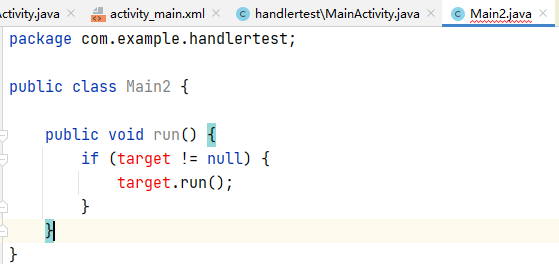 ctivity.java activity_main.xml handlertest\MainActivity.java Main2.java
package com.example.handlertest;
public class Main2 {
public void run() {
if (target != null) {
target.run();
}
}
}